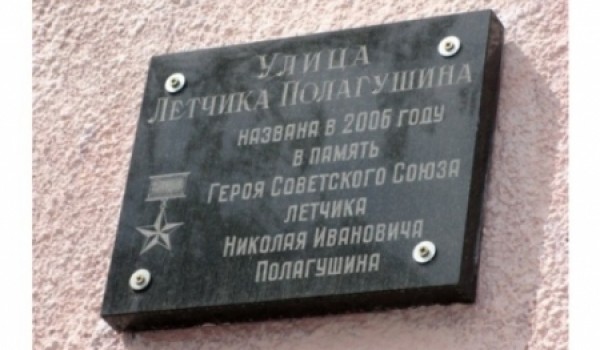 Улица
Летчика Полагушина
названа в 2006 году
в память
Героя Советского Союза
летчика
Николая Ивановича
Полагушина